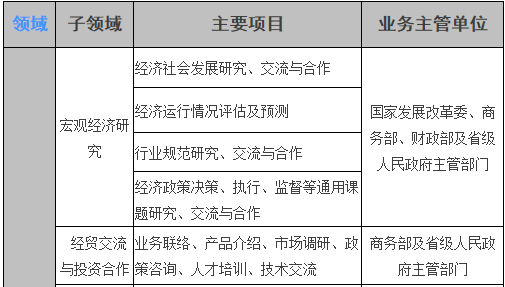 领域 子领域 主要项目 业务主管单位
经济社会发展研究、交流与合作
经济运行情况评估及预测
宏观经济研
究
行业规范研究、交流与合作
经济政策决策、执行、监督等通用课
题研究、交流与合作
国家发展改革委、商
务部、财政部及省级
人民政府主管部门
经贸交流
与投资合作
业务联络、产品介绍、市场调研、政
策咨询、人才培训、技术交流
商务部及省级人民政
府主管部门